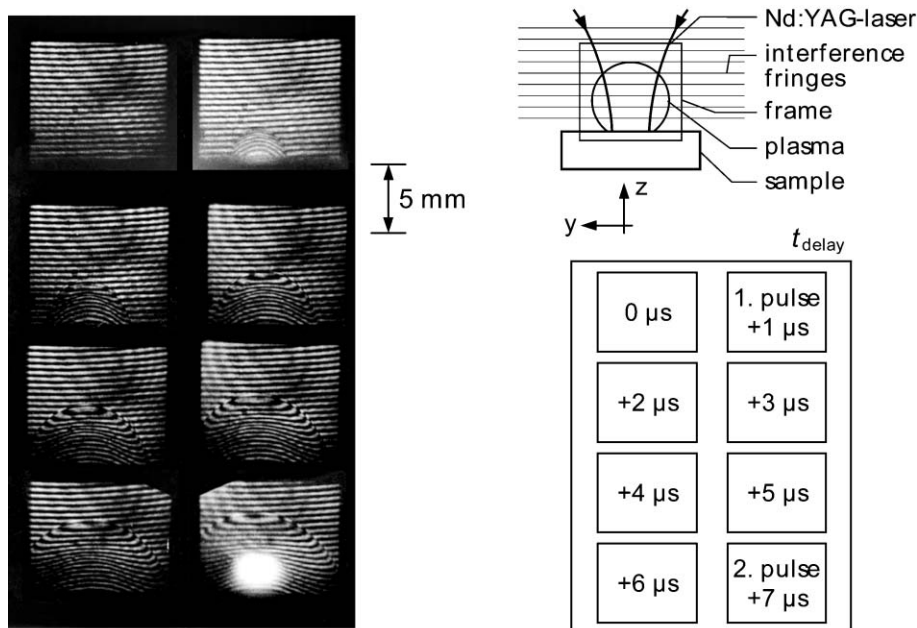 5 mm
Nd:YAG-laser
interference
fringes
frame
plasma
sample
z
y
t delay
0 µs
1. pulse
+1 µs
+2 µs
+3 µs
+4 µs
+5 µs
+6 µs
2. pulse
+7 µs